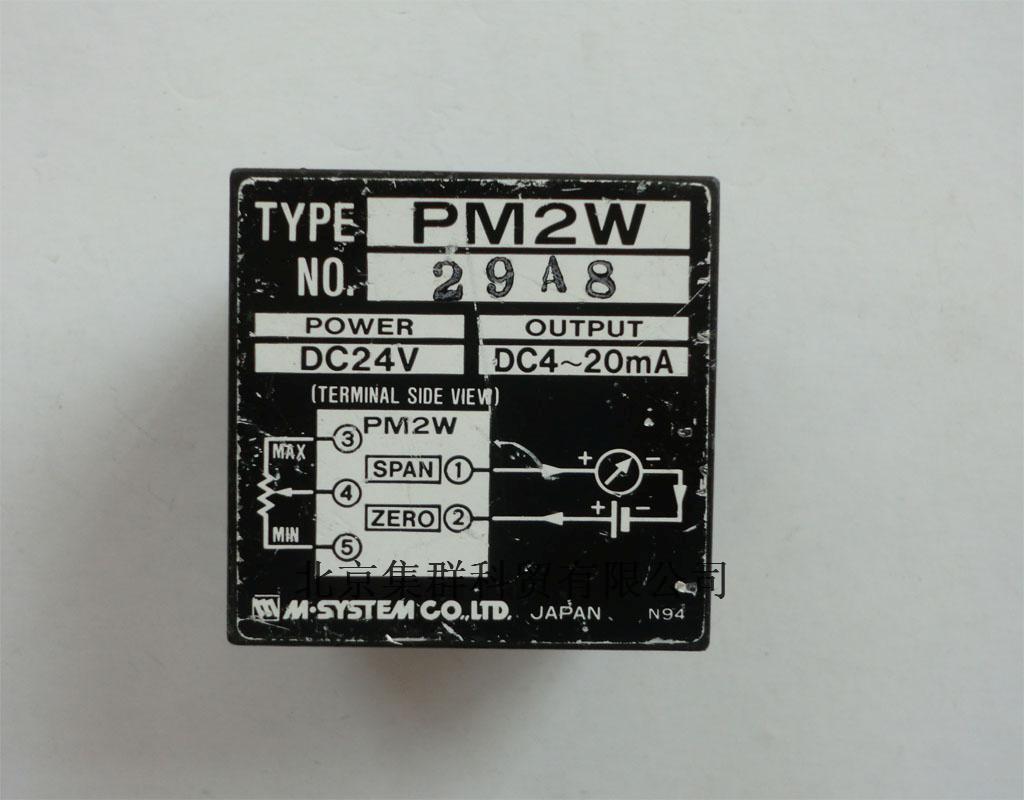 TYPE PM2W
NO. 29A8
POWER OUTPUT
DC24V DC4~20mA
(TERMINAL SIDE VIEW)
PM2W
3
MAX
SPAN 1 + -
4
ZERO 2 + -
MIN
5
北京集群科贸有限公司
M·SYSTEM CO.,LTD. JAPAN N94